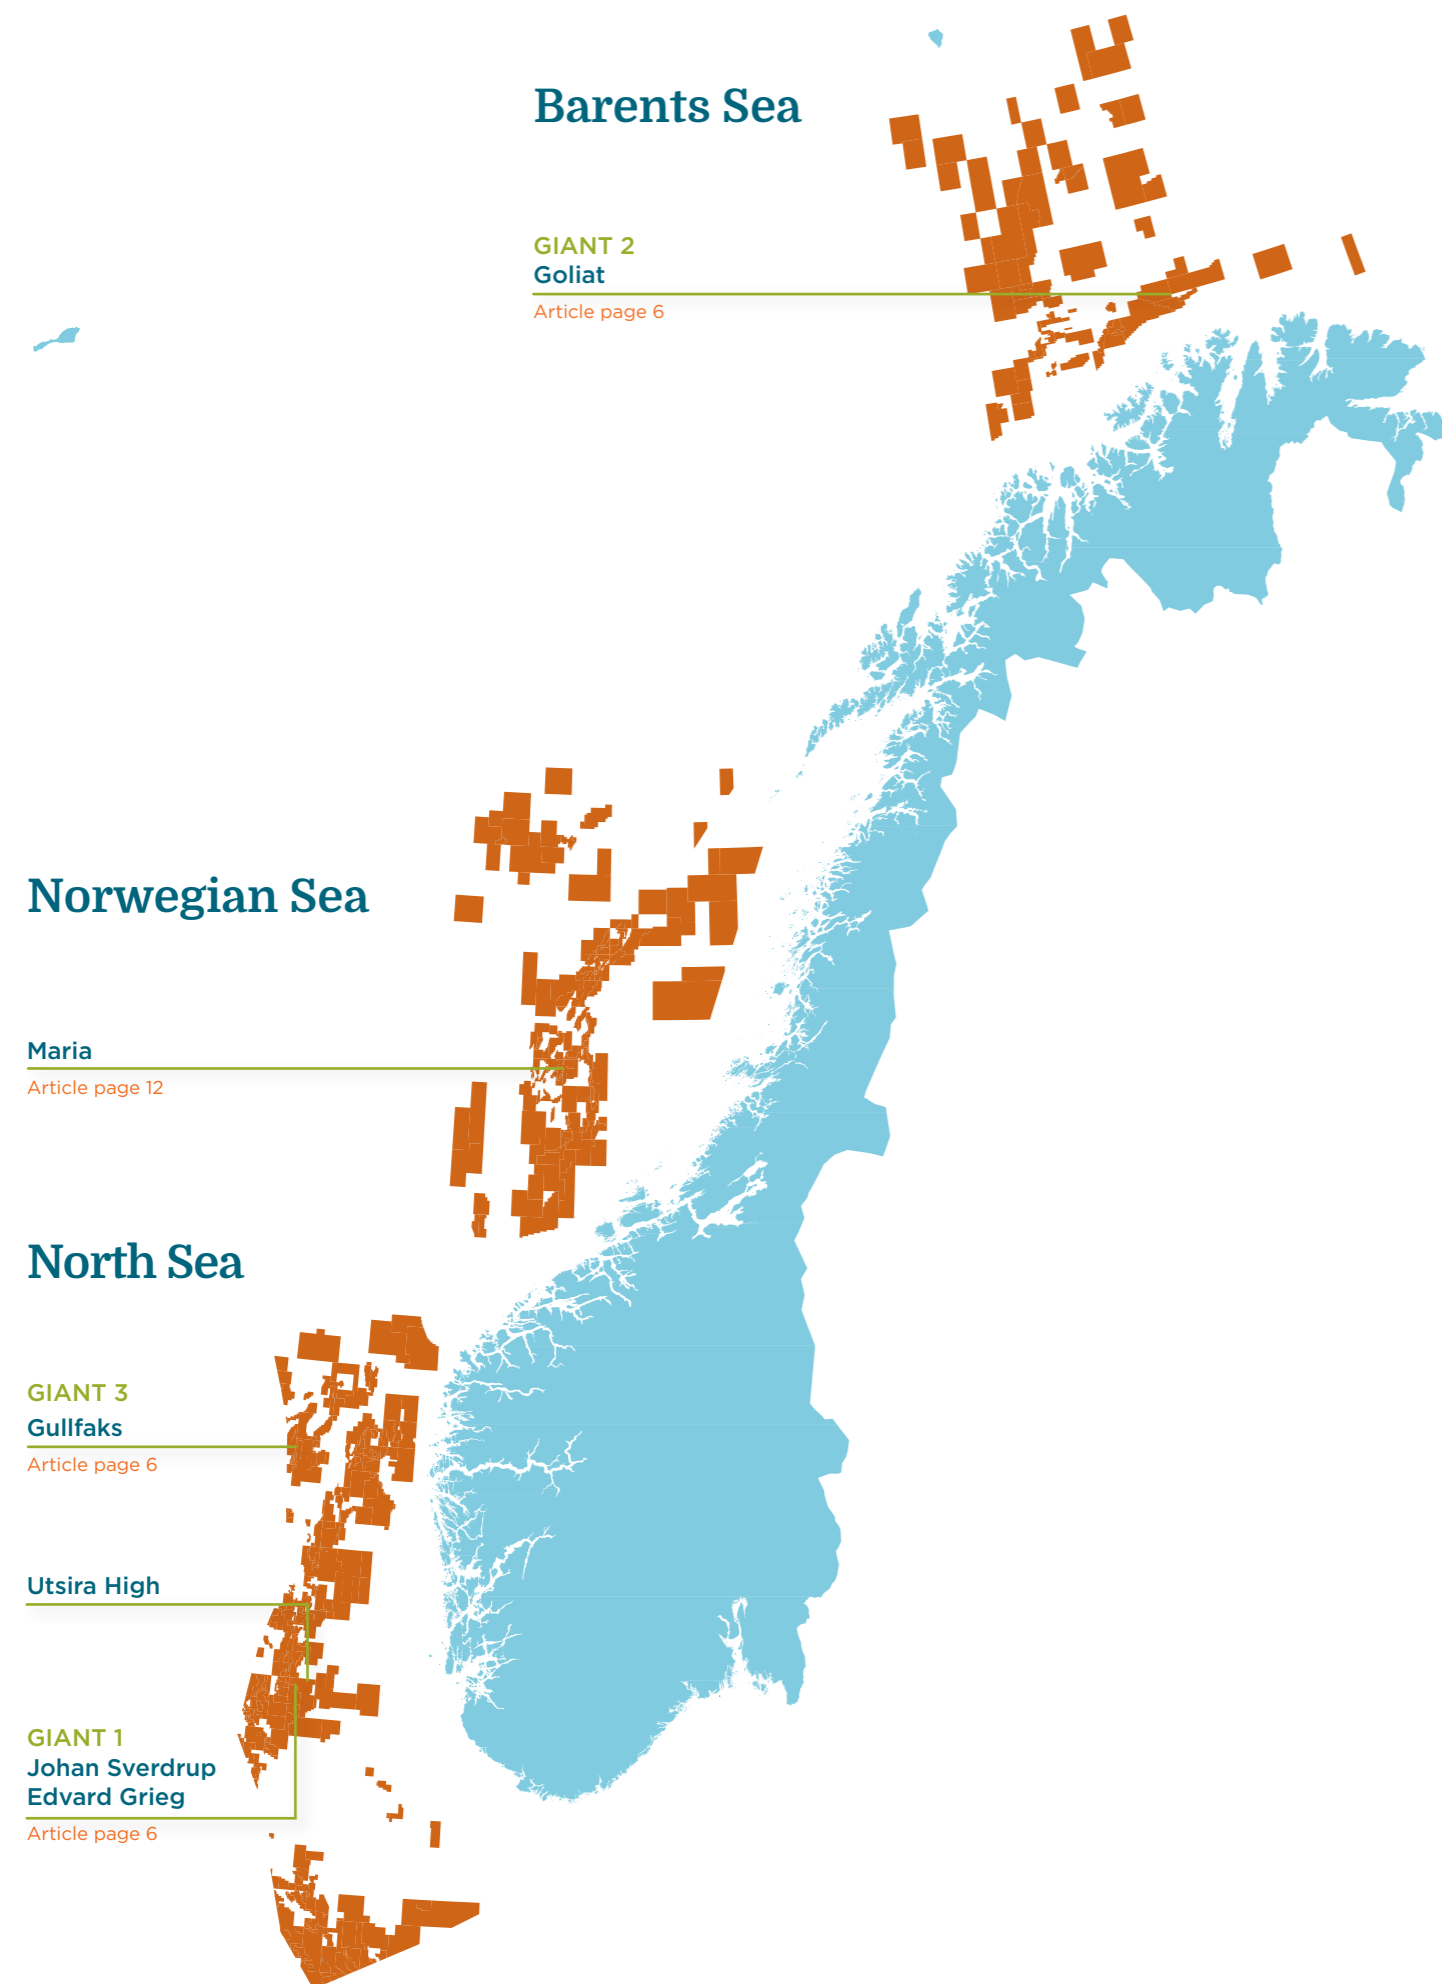 Barents Sea
GIANT 2
Goliat
Article page 6
Norwegian Sea
Maria
Article page 12
North Sea
GIANT 3
Gullfaks
Article page 6
Utsira High
GIANT 1
Johan Sverdrup
Edvard Grieg
Article page 6